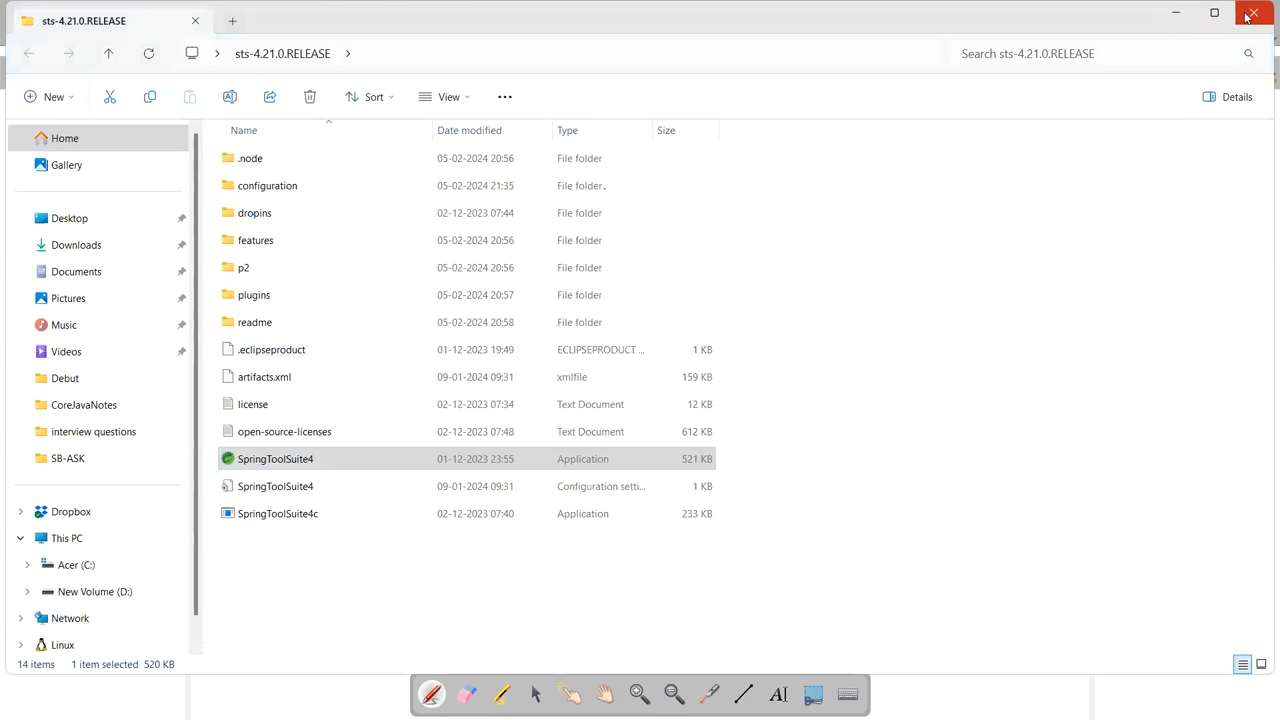 sts-4.21.0.RELEASE
sts-4.21.0.RELEASE
Search sts-4.21.0.RELEASE
New
Sort
View
Details
Home
Gallery
Desktop
Downloads
Documents
Pictures
Music
Videos
Debut
CoreJavaNotes
interview questions
SB-ASK
Dropbox
This PC
Acer (C:)
New Volume (D:)
Network
Linux
Name Date modified Type Size
.node 05-02-2024 20:56 File folder
configuration 05-02-2024 21:35 File folder
dropins 02-12-2023 07:44 File folder
features 05-02-2024 20:56 File folder
p2 05-02-2024 20:56 File folder
plugins 05-02-2024 20:57 File folder
readme 05-02-2024 20:58 File folder
.eclipseproduct 01-12-2023 19:49 ECLIPSEPRODUCT ... 1 KB
artifacts.xml 09-01-2024 09:31 xmlfile 159 KB
license 02-12-2023 07:34 Text Document 12 KB
open-source-licenses 02-12-2023 07:48 Text Document 612 KB
SpringToolSuite4 01-12-2023 23:55 Application 521 KB
SpringToolSuite4 09-01-2024 09:31 Configuration setti... 1 KB
SpringToolSuite4c 02-12-2023 07:40 Application 233 KB
14 items 1 item selected 520 KB
AI